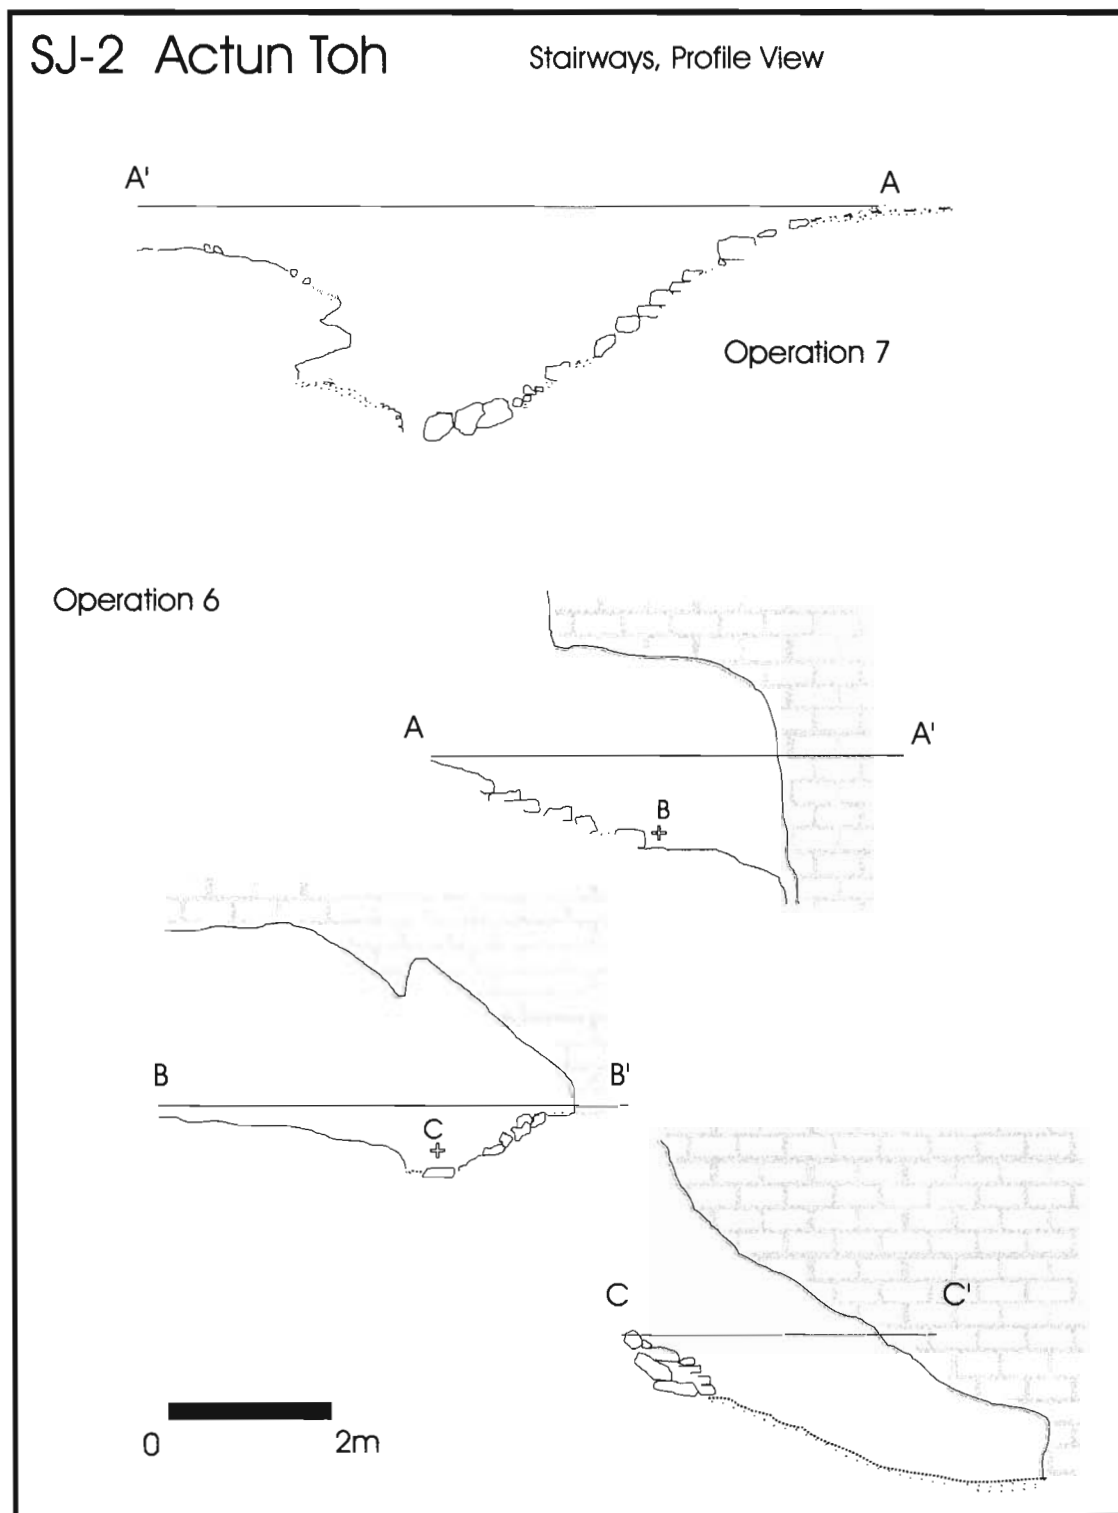 SJ-2 Actun Toh
Stairways, Profile View
A' A
Operation 7
Operation 6
A A'
B
B B'
C
C C'
0 2m